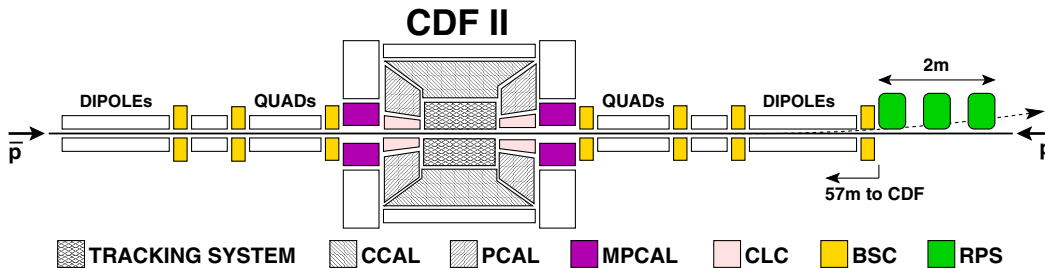 CDF II
2m
DIPOLEs QUADs QUADs DIPOLEs
p̅ p
57m to CDF
TRACKING SYSTEM CCAL PCAL MPCAL CLC BSC RPS